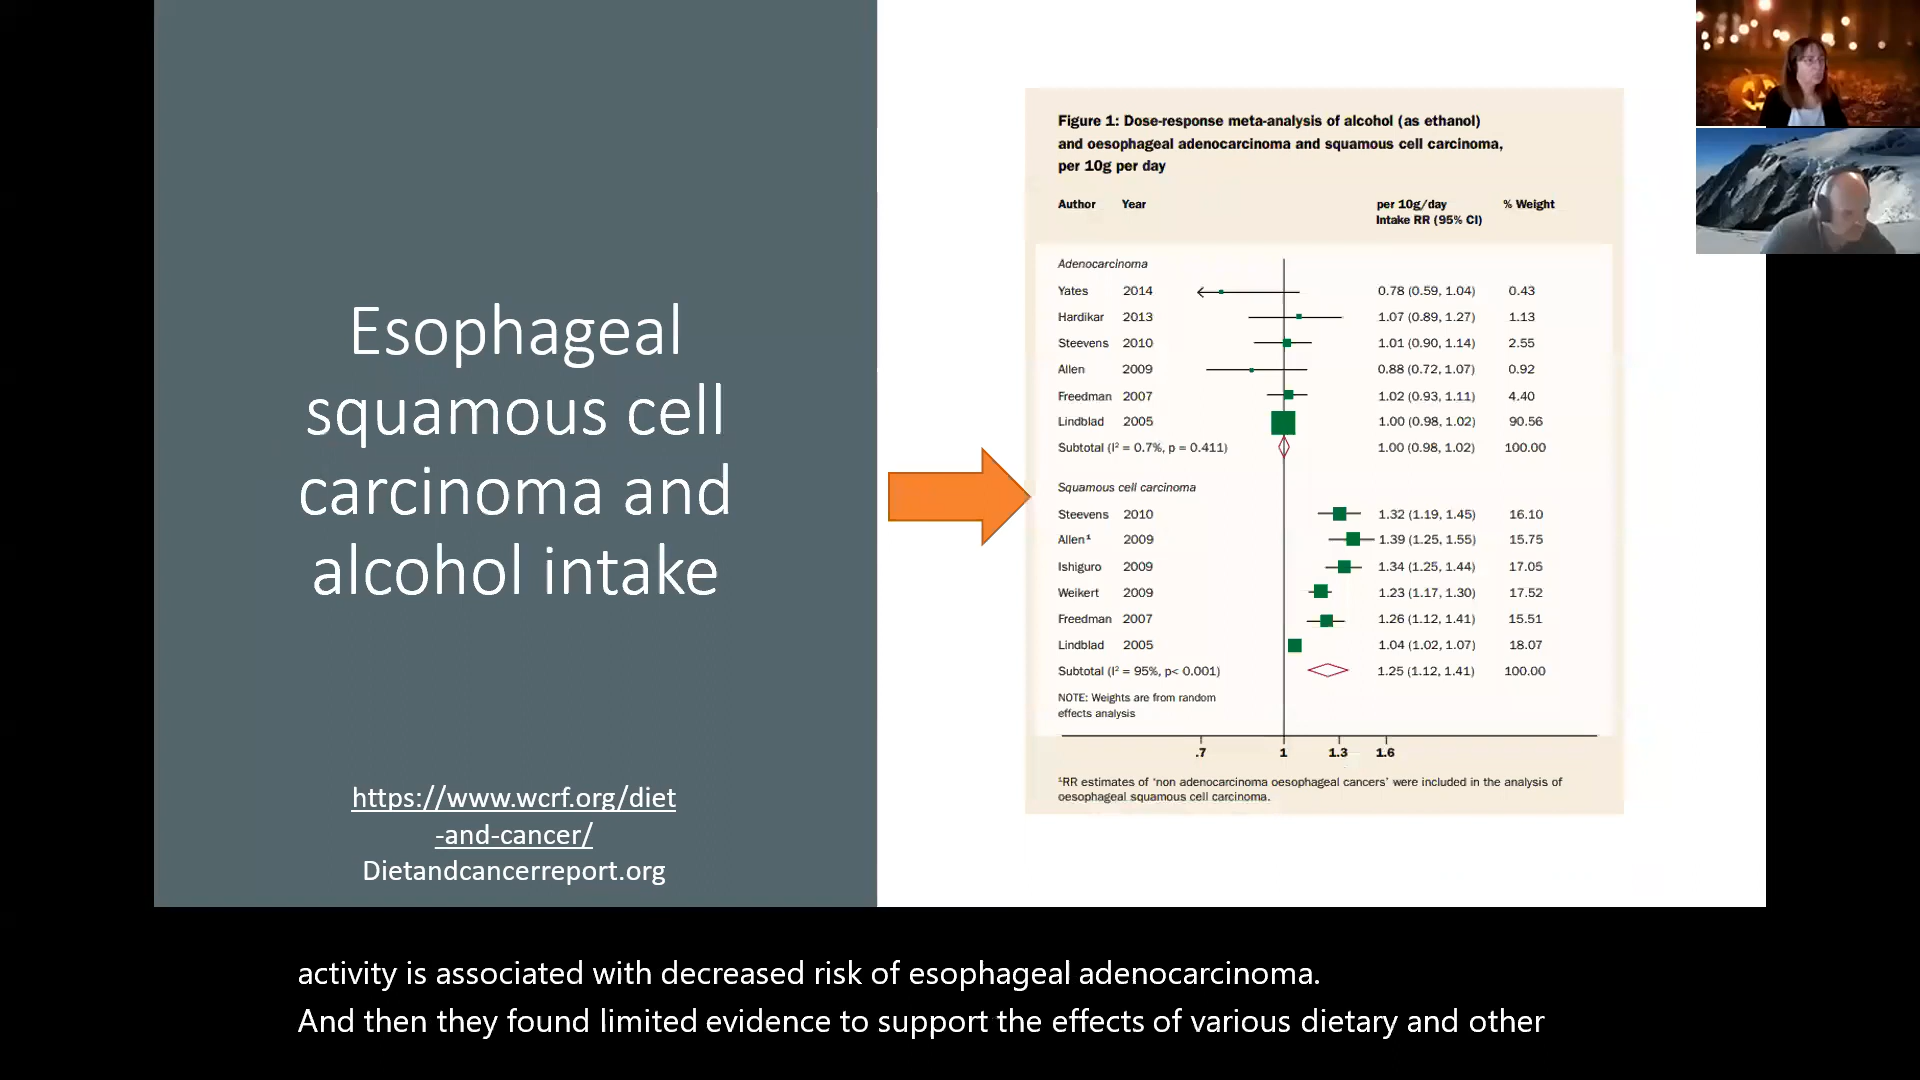 Esophageal
squamous cell
carcinoma and
alcohol intake
https://www.wcrf.org/diet
-and-cancer/
Dietandcancerreport.org
Figure 1: Dose-response meta-analysis of alcohol (as ethanol)
and oesophageal adenocarcinoma and squamous cell carcinoma,
per 10g per day
Author Year per 10g/day % Weight
Intake RR (95% CI)
Adenocarcinoma
Yates 2014 0.78 (0.59, 1.04) 0.43
Hardikar 2013 1.07 (0.89, 1.27) 1.13
Steevens 2010 1.01 (0.90, 1.14) 2.55
Allen 2009 0.88 (0.72, 1.07) 0.92
Freedman 2007 1.02 (0.93, 1.11) 4.40
Lindblad 2005 1.00 (0.98, 1.02) 90.56
Subtotal (I² = 0.7%, p = 0.411) 1.00 (0.98, 1.02) 100.00
Squamous cell carcinoma
Steevens 2010 1.32 (1.19, 1.45) 16.10
Allen¹ 2009 1.39 (1.25, 1.55) 15.75
Ishiguro 2009 1.34 (1.25, 1.44) 17.05
Weikert 2009 1.23 (1.17, 1.30) 17.52
Freedman 2007 1.26 (1.12, 1.41) 15.51
Lindblad 2005 1.04 (1.02, 1.07) 18.07
Subtotal (I² = 95%, p< 0.001) 1.25 (1.12, 1.41) 100.00
NOTE: Weights are from random
effects analysis
.7 1 1.3 1.6
¹RR estimates of ‘non adenocarcinoma oesophageal cancers’ were included in the analysis of
oesophageal squamous cell carcinoma.
activity is associated with decreased risk of esophageal adenocarcinoma.
And then they found limited evidence to support the effects of various dietary and other